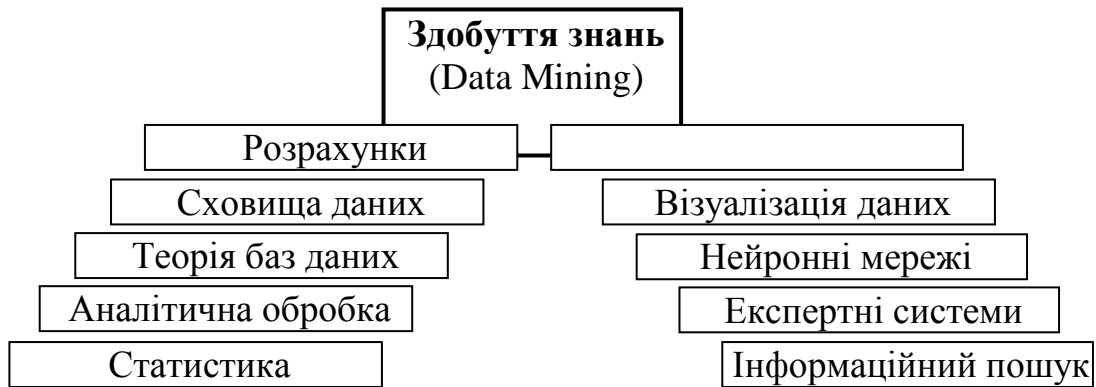 Здобуття знань
(Data Mining)
Розрахунки
Сховища даних
Візуалізація даних
Теорія баз даних
Нейронні мережі
Аналітична обробка
Експертні системи
Статистика
Інформаційний пошук